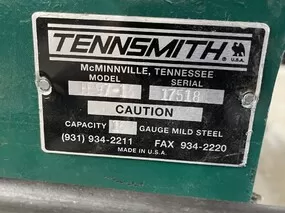 TENNSMITH®
U.S.A.
McMINNVILLE, TENNESSEE
MODEL SERIAL
17518
CAUTION
CAPACITY GAUGE MILD STEEL
(931) 934-2211 FAX 934-2220
MADE IN U.S.A.